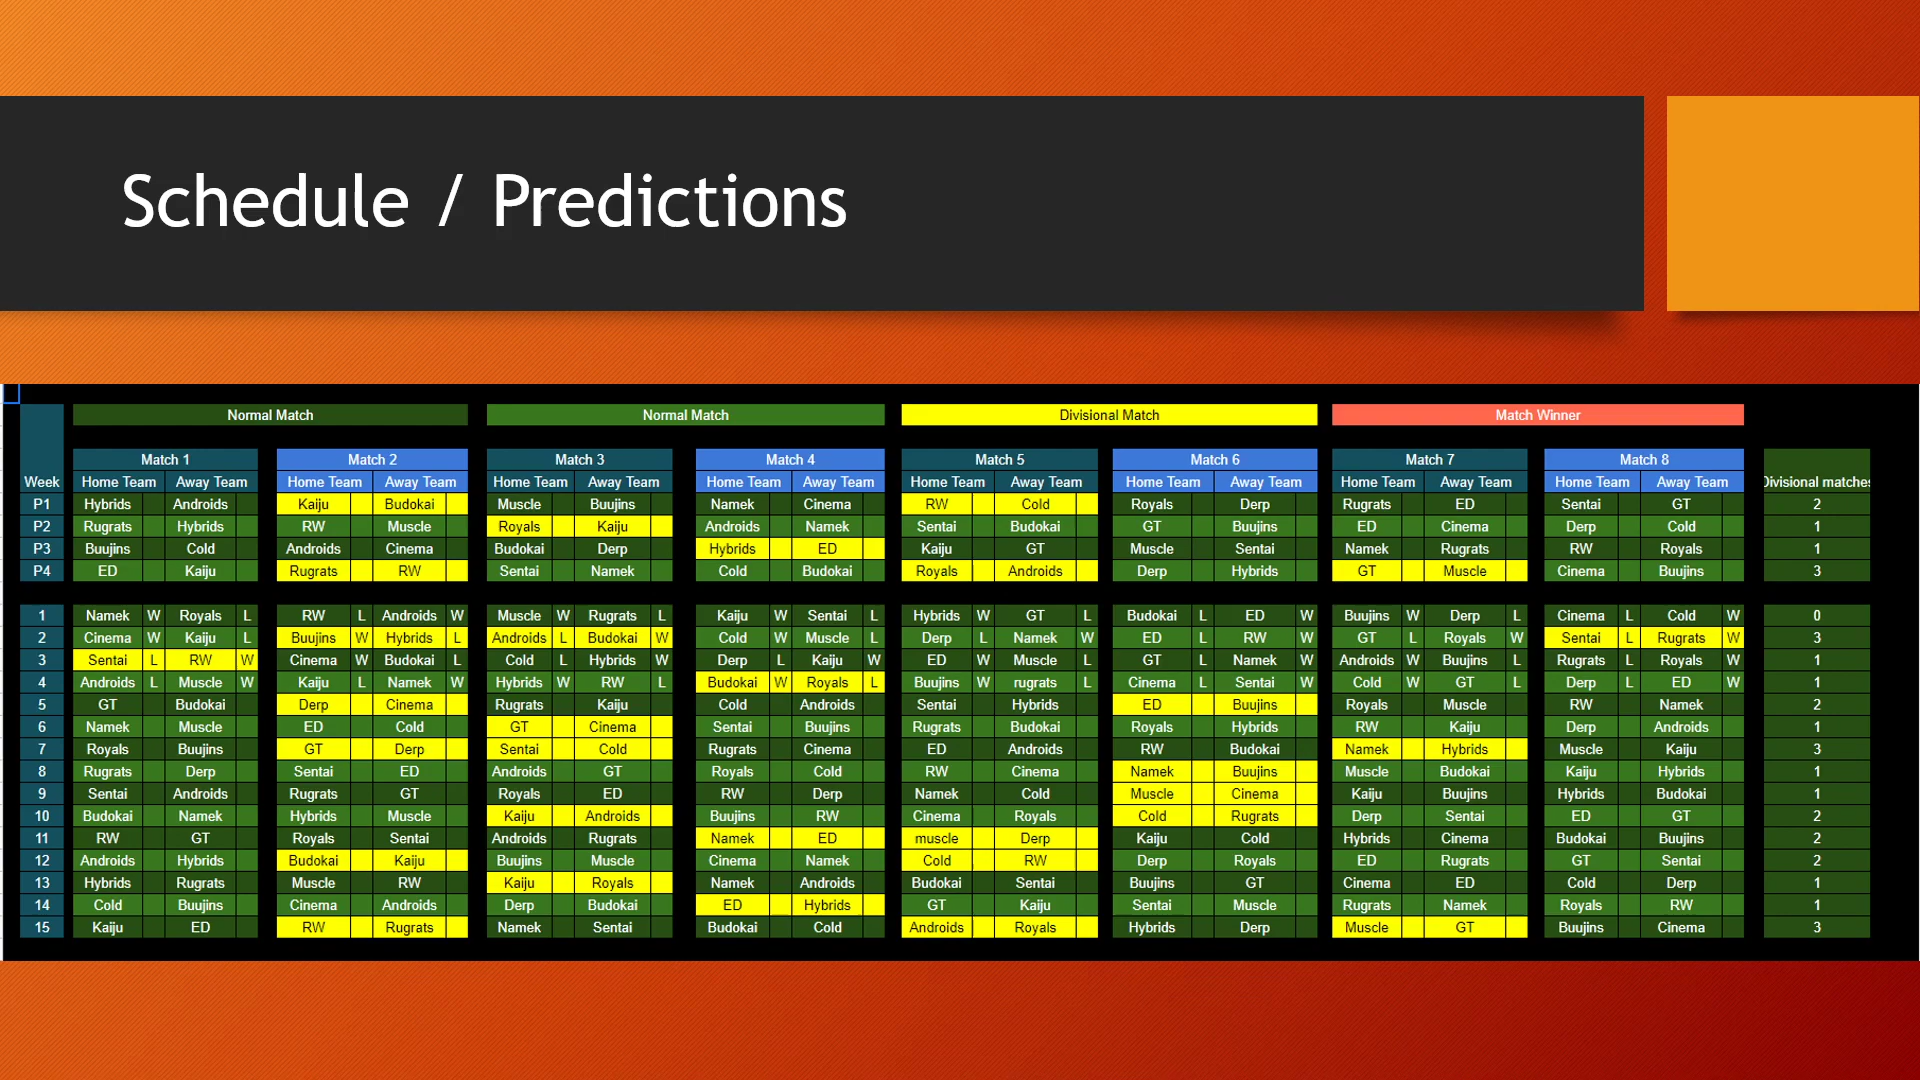 Schedule / Predictions
Normal Match Normal Match Divisional Match Match Winner
Match 1 Match 2 Match 3 Match 4 Match 5 Match 6 Match 7 Match 8
Week Home Team Away Team Home Team Away Team Home Team Away Team Home Team Away Team Home Team Away Team Home Team Away Team Home Team Away Team Home Team Away Team Divisional matches
P1 Hybrids Androids Kaiju Budokai Muscle Buujins Namek Cinema RW Cold Royals Derp Rugrats ED Sentai GT 2
P2 Rugrats Hybrids RW Muscle Royals Kaiju Androids Namek Sentai Budokai GT Buujins ED Cinema Derp Cold 1
P3 Buujins Cold Androids Cinema Budokai Derp Hybrids ED Kaiju GT Muscle Sentai Namek Rugrats RW Royals 1
P4 ED Kaiju Rugrats RW Sentai Namek Cold Budokai Royals Androids Derp Hybrids GT Muscle Cinema Buujins 3
1 Namek W Royals L RW L Androids W Muscle W Rugrats L Kaiju W Sentai L Hybrids W GT L Budokai L ED W Buujins W Derp L Cinema L Cold W 0
2 Cinema W Kaiju L Buujins W Hybrids L Androids L Budokai W Cold W Muscle L Derp L Namek W ED L RW W GT L Royals W Sentai L Rugrats W 3
3 Sentai L RW W Cinema W Budokai L Cold L Hybrids W Derp L Kaiju W ED W Muscle L GT L Namek W Androids W Buujins L Rugrats L Royals W 1
4 Androids L Muscle W Kaiju L Namek W Hybrids W RW L Budokai W Royals L Buujins W rugrats L Cinema L Sentai W Cold W GT L Derp L ED W 1
5 GT Budokai Derp Cinema Rugrats Kaiju Cold Androids Sentai Hybrids ED Buujins Royals Muscle RW Namek 2
6 Namek Muscle ED Cold GT Cinema Sentai Buujins Rugrats Budokai Royals Hybrids RW Kaiju Derp Androids 1
7 Royals Buujins GT Derp Sentai Cold Rugrats Cinema ED Androids RW Budokai Namek Hybrids Muscle Kaiju 3
8 Rugrats Derp Sentai ED Androids GT Royals Cold RW Cinema Namek Buujins Muscle Budokai Kaiju Hybrids 1
9 Sentai Androids Rugrats GT Royals ED RW Derp Namek Cold Muscle Cinema Kaiju Buujins Hybrids Budokai 1
10 Budokai Namek Hybrids Muscle Kaiju Androids Buujins RW Cinema Royals Cold Rugrats Derp Sentai ED GT 2
11 RW GT Royals Sentai Androids Rugrats Namek ED muscle Derp Kaiju Cold Hybrids Cinema Budokai Buujins 2
12 Androids Hybrids Budokai Kaiju Buujins Muscle Cinema Namek Cold RW Derp Royals ED Rugrats GT Sentai 2
13 Hybrids Rugrats Muscle RW Kaiju Royals Namek Androids Budokai Sentai Buujins GT Cinema ED Cold Derp 1
14 Cold Buujins Cinema Androids Derp Budokai ED Hybrids GT Kaiju Sentai Muscle Rugrats Namek Royals RW 1
15 Kaiju ED RW Rugrats Namek Sentai Budokai Cold Androids Royals Hybrids Derp Muscle GT Buujins Cinema 3